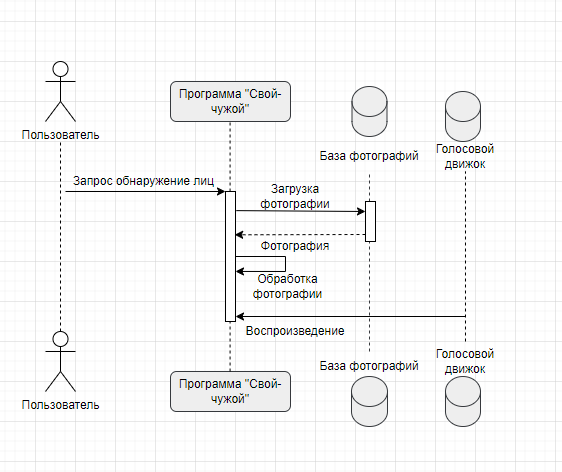 Пользователь
Программа "Свой-
чужой"
База фотографий
Голосовой
движок
Запрос обнаружение лиц
Загрузка
фотографии
Фотография
Обработка
фотографии
Воспроизведение
Пользователь
Программа "Свой-
чужой"
База фотографий
Голосовой
движок